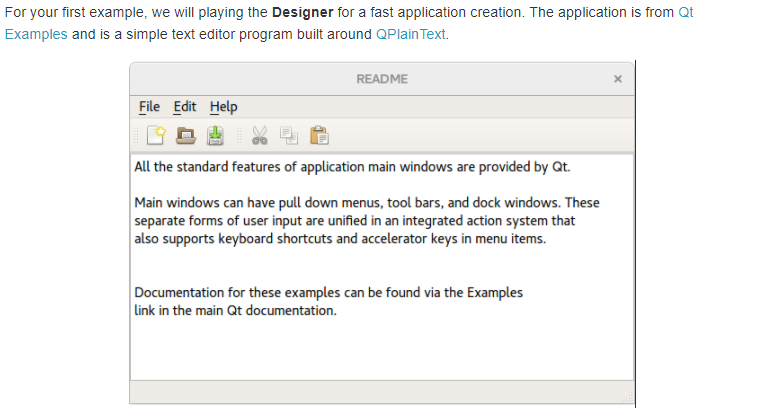 For your first example, we will playing the Designer for a fast application creation. The application is from Qt
Examples and is a simple text editor program built around QPlainText.
README
File Edit Help
All the standard features of application main windows are provided by Qt.
Main windows can have pull down menus, tool bars, and dock windows. These
separate forms of user input are unified in an integrated action system that
also supports keyboard shortcuts and accelerator keys in menu items.
Documentation for these examples can be found via the Examples
link in the main Qt documentation.